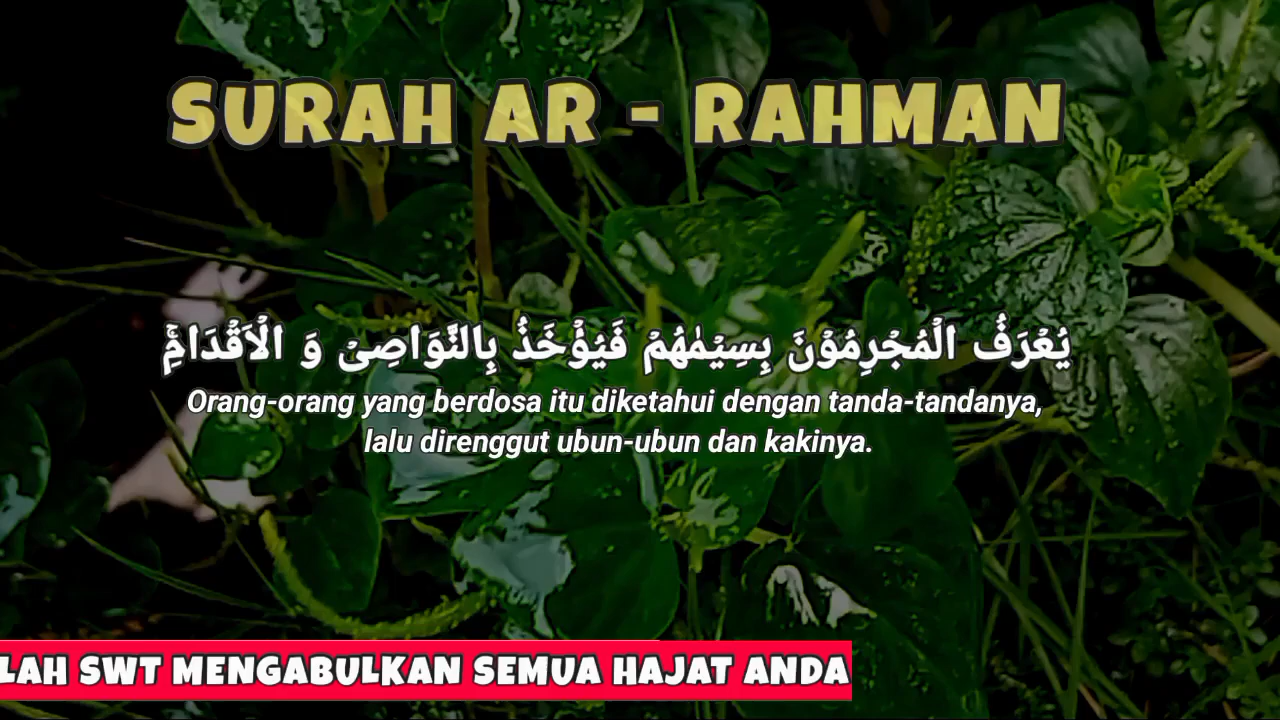 SURAH AR - RAHMAN
يُعْرَفُ الْمُجْرِمُوْنَ بِسِيْمٰهُمْ فَيُؤْخَذُ بِالنَّوَاصِيْ وَ الْاَقْدَامِۚ
Orang-orang yang berdosa itu diketahui dengan tanda-tandanya,
lalu direnggut ubun-ubun dan kakinya.
LAH SWT MENGABULKAN SEMUA HAJAT ANDA